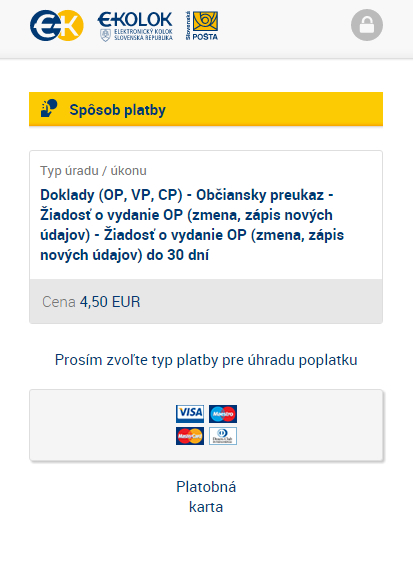 EK
E-KOLOK
ELEKTRONICKÝ KOLOK
SLOVENSKÁ REPUBLIKA
Slovenská
POŠTA
Spôsob platby
Typ úradu / úkonu
Doklady (OP, VP, CP) - Občiansky preukaz -
Žiadosť o vydanie OP (zmena, zápis nových
údajov) - Žiadosť o vydanie OP (zmena, zápis
nových údajov) do 30 dní
Cena 4,50 EUR
Prosím zvoľte typ platby pre úhradu poplatku
VISA Maestro
MasterCard Diners Club
Platobná
karta